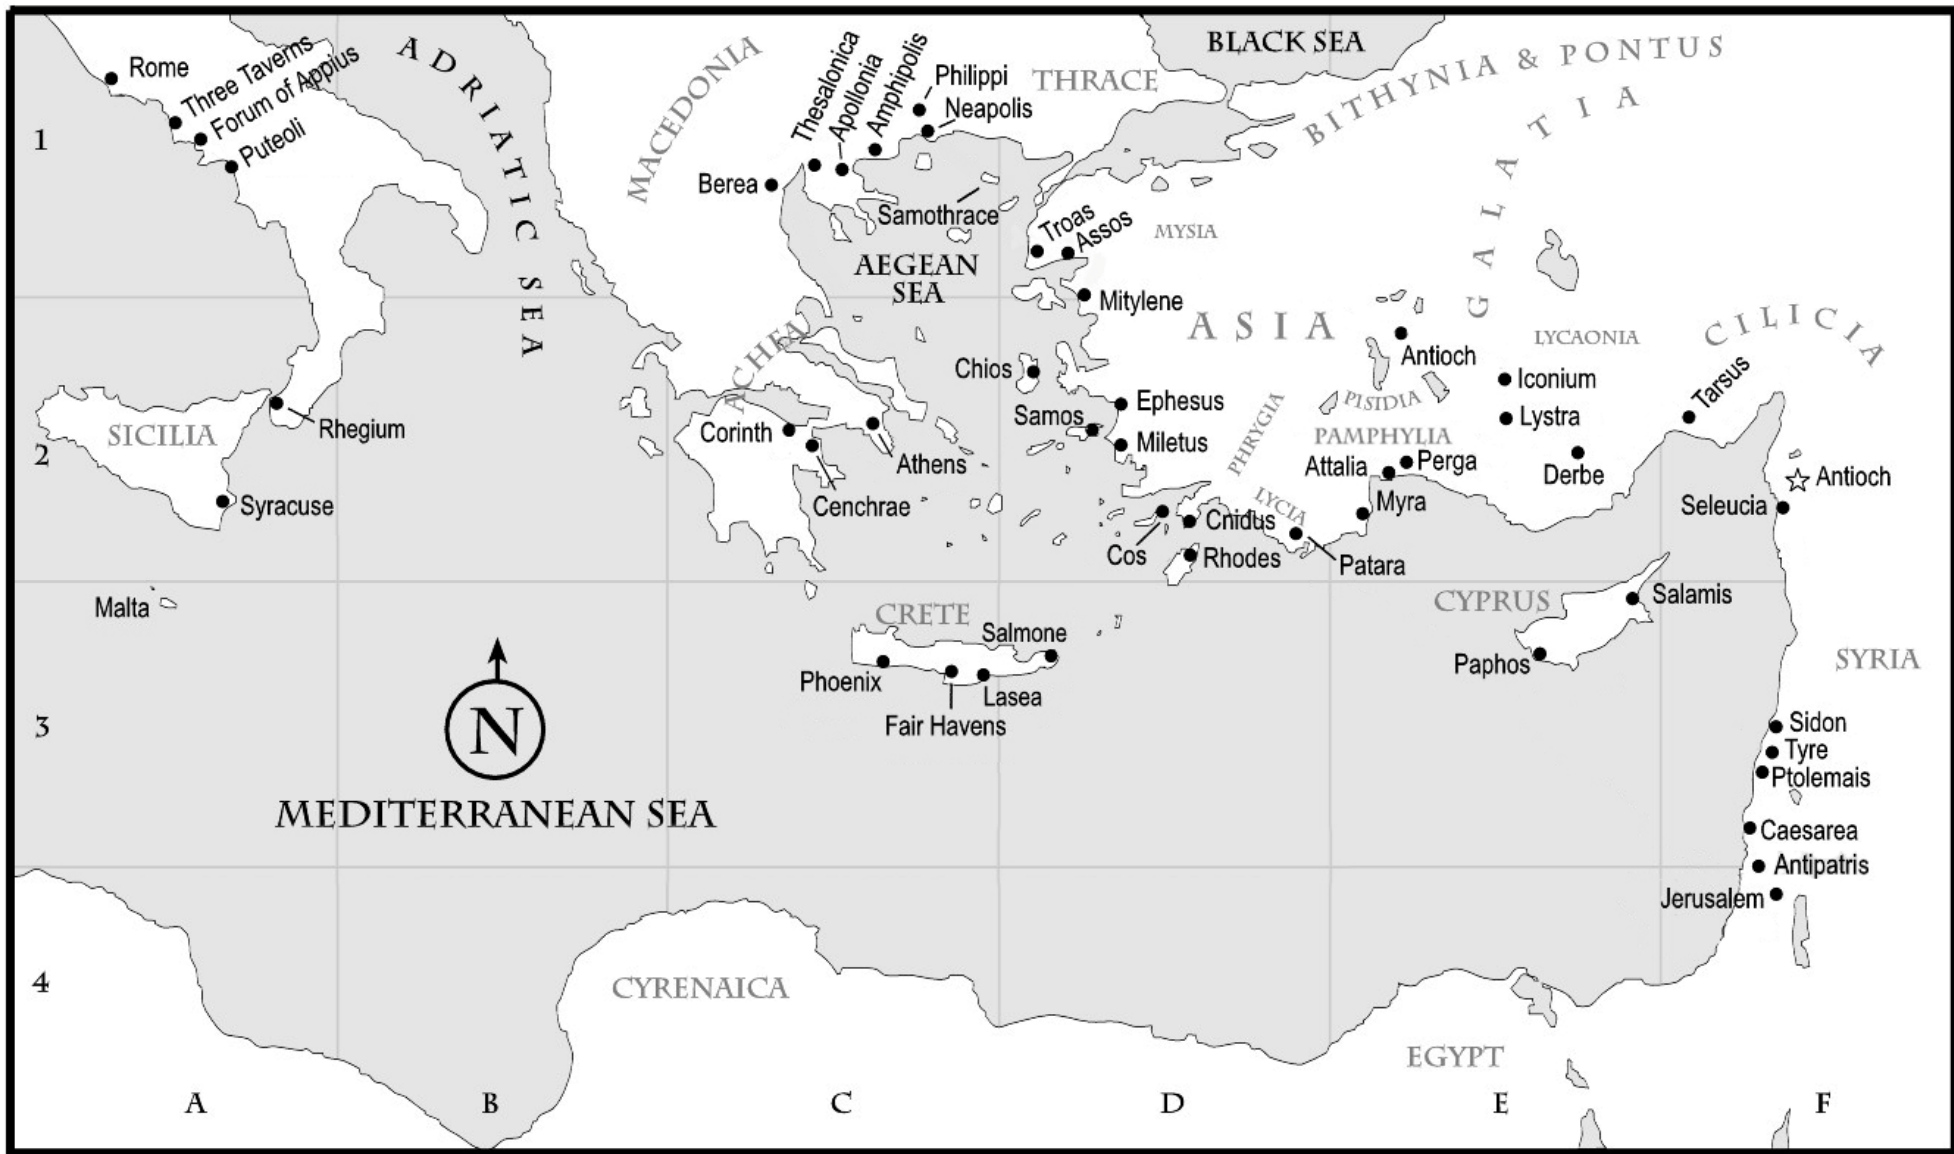 ADRIATIC SEA
BLACK SEA
BITHYNIA & PONTUS
MACEDONIA
THRACE
GALATIA
Rome
Three Taverns
Forum of Appius
Puteoli
Thesalonica
Apollonia
Amphipolis
Philippi
Neapolis
1
Berea
Samothrace
Troas
Assos
MYSIA
AEGEAN
SEA
Mitylene
ASIA
ACHEA
Antioch
LYCAONIA
CILICIA
Chios
Iconium
Tarsus
Ephesus
PHRYGIA
PISIDIA
Samos
Lystra
SICILIA
Rhegium
Corinth
Miletus
PAMPHYLIA
2
Athens
Attalia
Perga
Derbe
Antioch
Syracuse
Cenchrae
Cnidus
LYCIA
Myra
Seleucia
Cos
Rhodes
Patara
Malta
CRETE
CYPRUS
Salamis
Salmone
Phoenix
Paphos
SYRIA
Lasea
Fair Havens
3
N
Sidon
Tyre
Ptolemais
MEDITERRANEAN SEA
Caesarea
Antipatris
Jerusalem
4
CYRENAICA
EGYPT
A
B
C
D
E
F